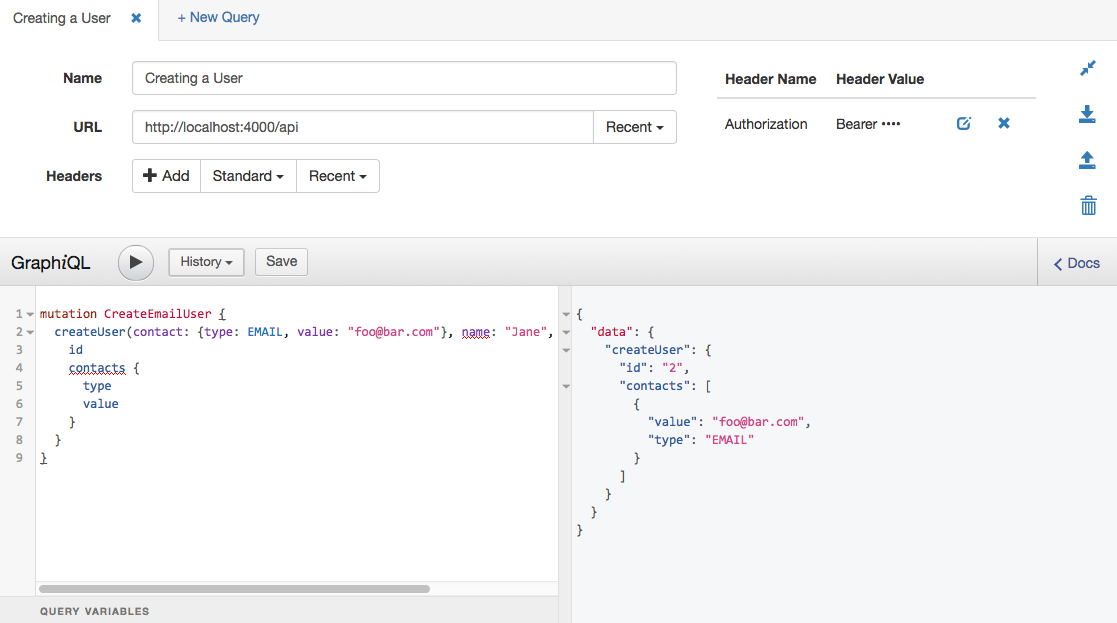 Creating a User ✖ + New Query
Name Creating a User
URL http://localhost:4000/api Recent
Headers Add Standard Recent
Header Name Header Value
Authorization Bearer ••••
GraphiQL History Save Docs
1 mutation CreateEmailUser {
2 createUser(contact: {type: EMAIL, value: "foo@bar.com"}, name: "Jane",
3 id
4 contacts {
5 type
6 value
7 }
8 }
9 }
QUERY VARIABLES
{
"data": {
"createUser": {
"id": "2",
"contacts": [
{
"value": "foo@bar.com",
"type": "EMAIL"
}
]
}
}
}